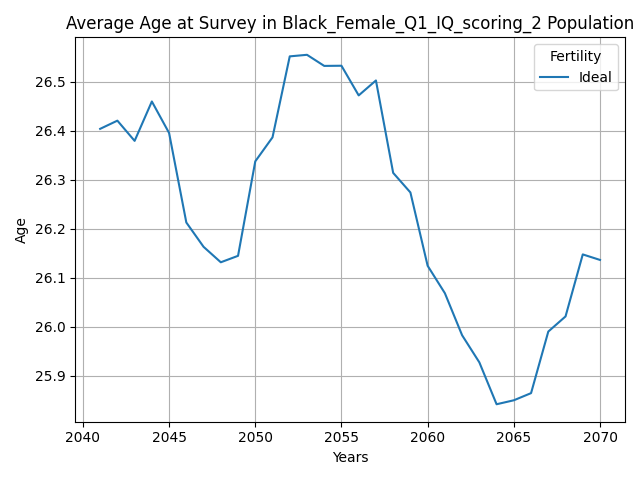 Average Age at Survey in Black_Female_Q1_IQ_scoring_2 Population
Fertility
Ideal
26.5
26.4
26.3
26.2
26.1
26.0
25.9
Age
2040 2045 2050 2055 2060 2065 2070
Years